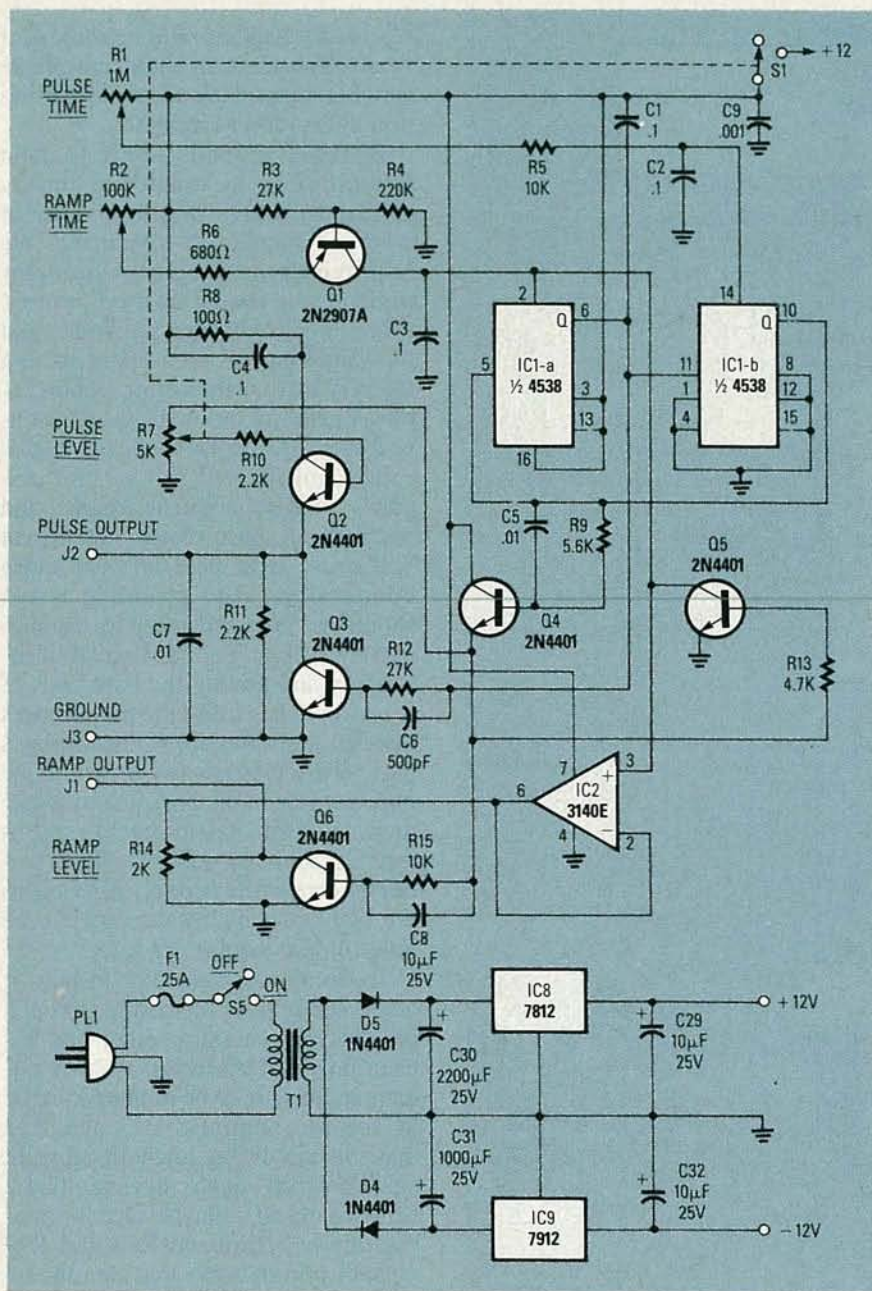 R1
1M
PULSE
TIME
S1
+ 12
C1
.1
C9
.001
R5
10K
C2
.1
R2
100K
RAMP
TIME
R3
27K
R4
220K
R6
680Ω
R8
100Ω
C4
.1
Q1
2N2907A
C3
.1
2
6
Q
5
IC1-a
½ 4538
3
13
16
14
10
Q
11
IC1-b
½ 4538
8
1
12
4
15
PULSE
LEVEL
R7
5K
R10
2.2K
Q2
2N4401
PULSE OUTPUT
J2
C7
.01
R11
2.2K
Q3
2N4401
R12
27K
C6
500pF
C5
.01
R9
5.6K
Q4
2N4401
Q5
2N4401
R13
4.7K
GROUND
J3
RAMP OUTPUT
J1
RAMP
LEVEL
R14
2K
Q6
2N4401
R15
10K
C8
10µF
25V
7
3
+
6
IC2
3140E
4
−
2
F1
.25A
OFF
ON
S5
PL1
T1
D5
1N4401
C30
2200µF
25V
IC8
7812
+
C29
10µF
25V
+ 12V
+
C31
1000µF
25V
D4
1N4401
IC9
7912
+
C32
10µF
25V
− 12V